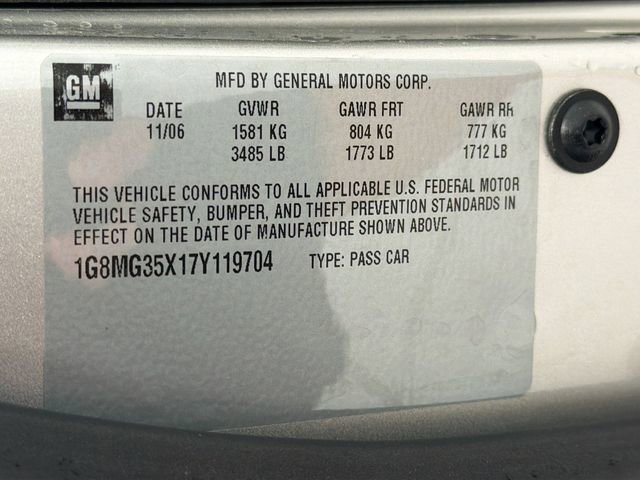 GM
MFD BY GENERAL MOTORS CORP.
DATE GVWR GAWR FRT GAWR RR
11/06 1581 KG 804 KG 777 KG
3485 LB 1773 LB 1712 LB
THIS VEHICLE CONFORMS TO ALL APPLICABLE U.S. FEDERAL MOTOR
VEHICLE SAFETY, BUMPER, AND THEFT PREVENTION STANDARDS IN
EFFECT ON THE DATE OF MANUFACTURE SHOWN ABOVE.
1G8MG35X17Y119704 TYPE: PASS CAR